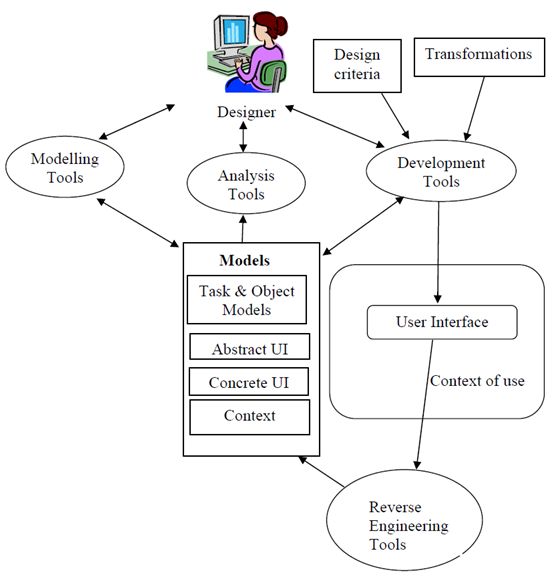 Design
criteria
Transformations
Designer
Modelling
Tools
Analysis
Tools
Development
Tools
Models
Task & Object
Models
Abstract UI
Concrete UI
Context
User Interface
Context of use
Reverse
Engineering
Tools